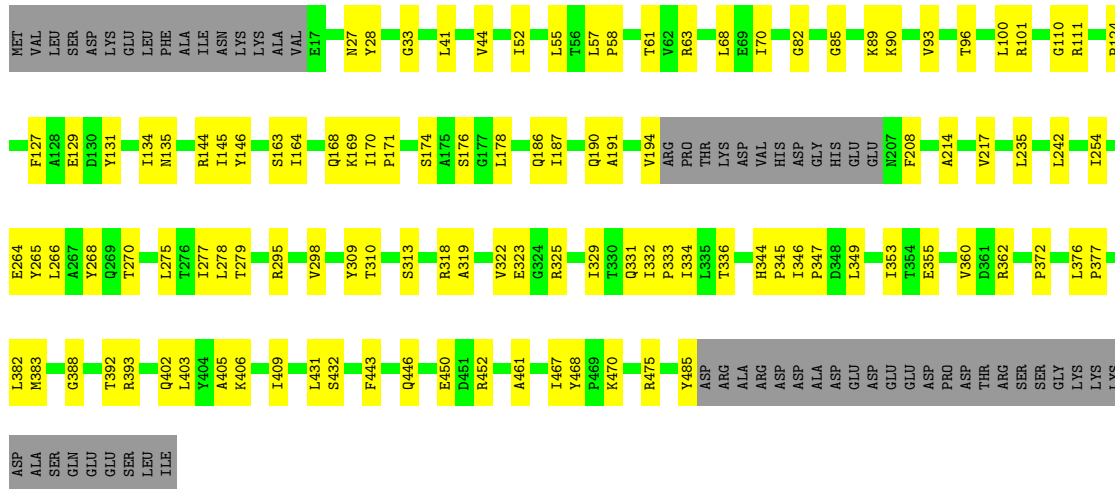 MET VAL LEU SER ASP LYS GLU LEU PHE ALA ILE ASN LYS LYS ALA VAL E17 N27 Y28 G33 L41 V44 I52 L55 T56 L57 P58 T61 V62 R63 L68 E69 I70 G82 G85 K89 K90 V93 T96 L100 R101 G110 R111
F127 A128 E129 D130 Y131 I134 N135 R144 I145 Y146 S163 I164 Q168 K169 I170 P171 S174 A175 S176 G177 L178 Q186 I187 Q190 A191 V194 ARG PRO THR LYS ASP VAL HIS ASP GLY HIS GLU GLU N207 F208 A214 V217 L235 L242 I254
E264 Y265 L266 A267 Y268 Q269 T270 L275 T276 I277 L278 T279 R295 V298 Y309 T310 S313 R318 A319 V322 E323 G324 R325 I329 T330 Q331 I332 P333 I334 L335 T336 H344 P345 I346 P347 D348 L349 I353 T354 E355 V360 D361 R362 P372 L376 P377
L382 M383 G388 T392 R393 Q402 L403 Y404 A405 K406 I409 L431 S432 F443 Q446 E450 D451 R452 A461 I467 Y468 P469 K470 R475 Y485 ASP ARG ALA ARG ASP ASP ALA ASP GLU ASP GLU GLU ASP PRO ASP THR ARG SER SER GLY LYS LYS LYS
ASP ALA SER GLN GLU GLU SER LEU ILE